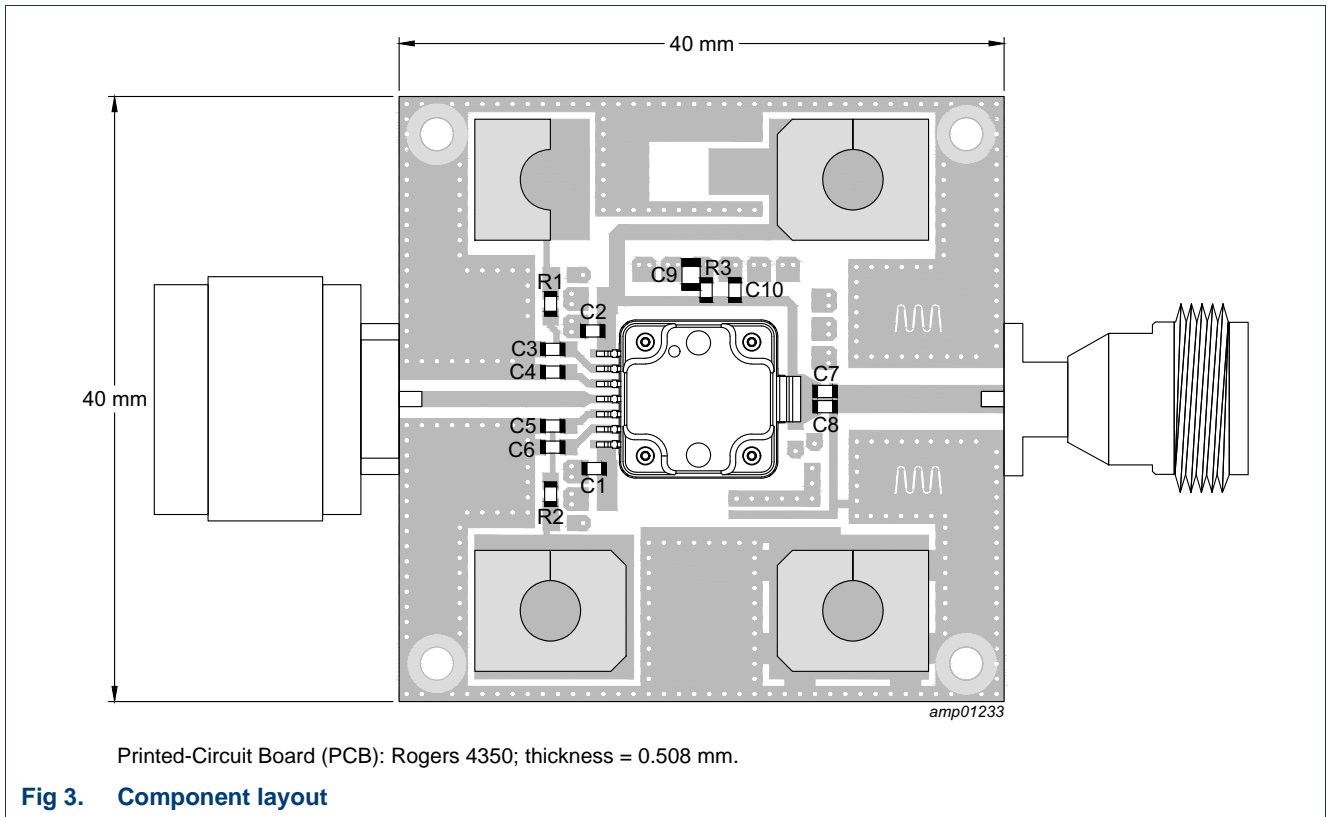 40 mm
C9 R3 C10
R1
C2
C3
C4
C7
40 mm
C8
C5
C6
C1
R2
amp01233
Printed-Circuit Board (PCB): Rogers 4350; thickness = 0.508 mm.
Fig 3. Component layout